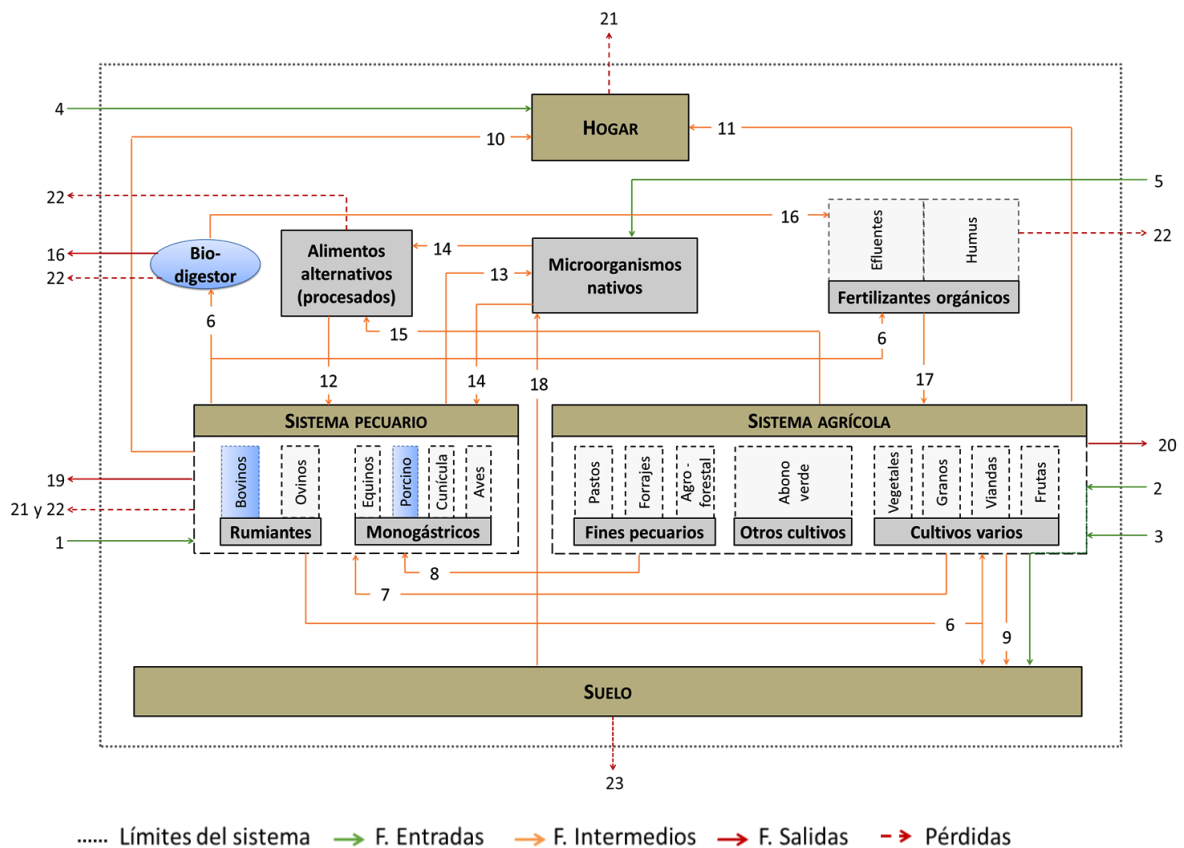 21
4
HOGAR
10
11
5
22
16
Efluentes
Humus
Bio-
digestor
16
22
Alimentos
alternativos
(procesados)
14
13
Microorganismos
nativos
22
Fertilizantes orgánicos
6
15
6
12
14
18
17
SISTEMA PECUARIO
SISTEMA AGRÍCOLA
20
19
21 y 22
1
Bovinos
Ovinos
Equinos
Porcino
Cunícula
Aves
Rumiantes
Monogástricos
Pastos
Forrajes
Agro-
forestal
Abono
verde
Vegetales
Granos
Viandas
Frutas
Fines pecuarios
Otros cultivos
Cultivos varios
2
3
8
7
6
9
SUELO
23
Límites del sistema
F. Entradas
F. Intermedios
F. Salidas
Pérdidas